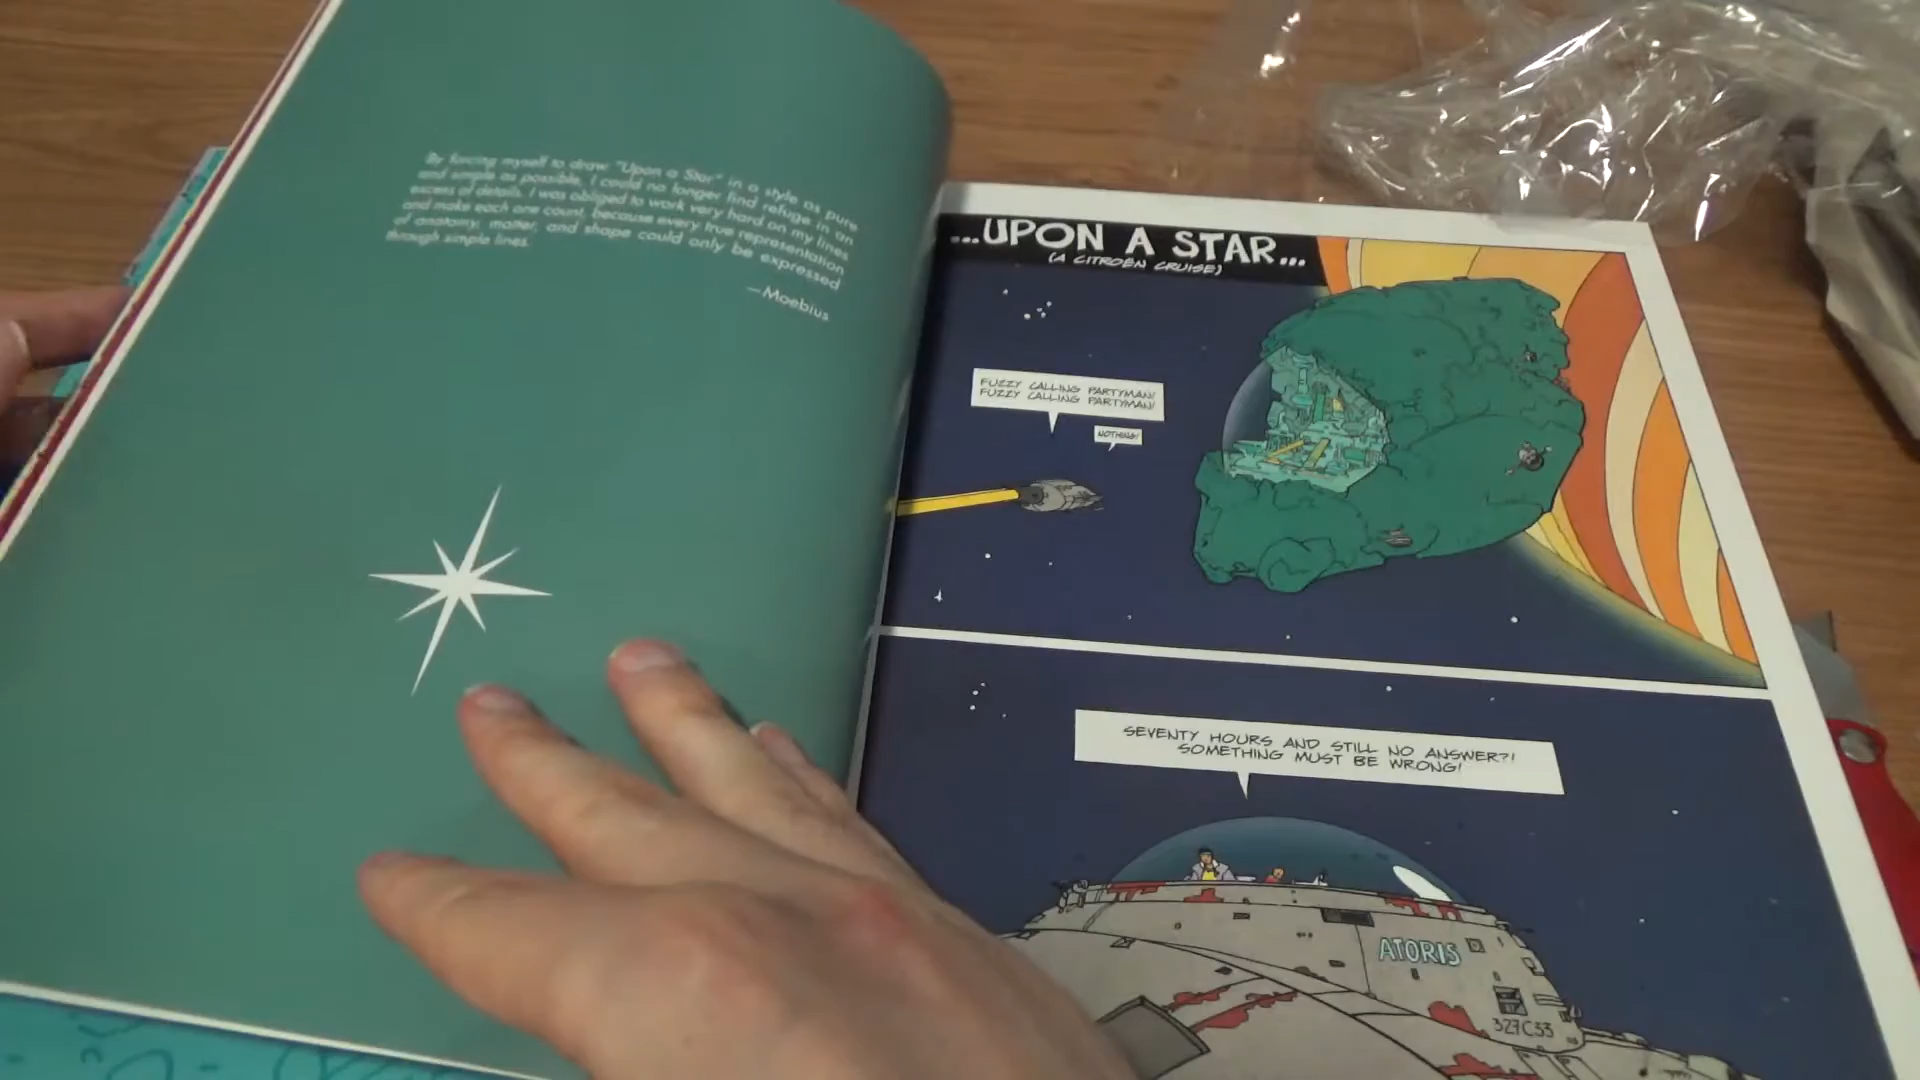 By forcing myself to draw "Upon a Star" in a style as pure
and simple as possible, I could no longer find refuge in an
excess of details. I was obliged to work very hard on my lines
and make each one count, because every true representation
of anatomy, matter, and shape could only be expressed
through simple lines.
—Moebius
...UPON A STAR...
(A CITROËN CRUISE)
FUZZY CALLING PARTYMAN!
FUZZY CALLING PARTYMAN!
NOTHING!
SEVENTY HOURS AND STILL NO ANSWER?!
SOMETHING MUST BE WRONG!
ATORIS
327C33